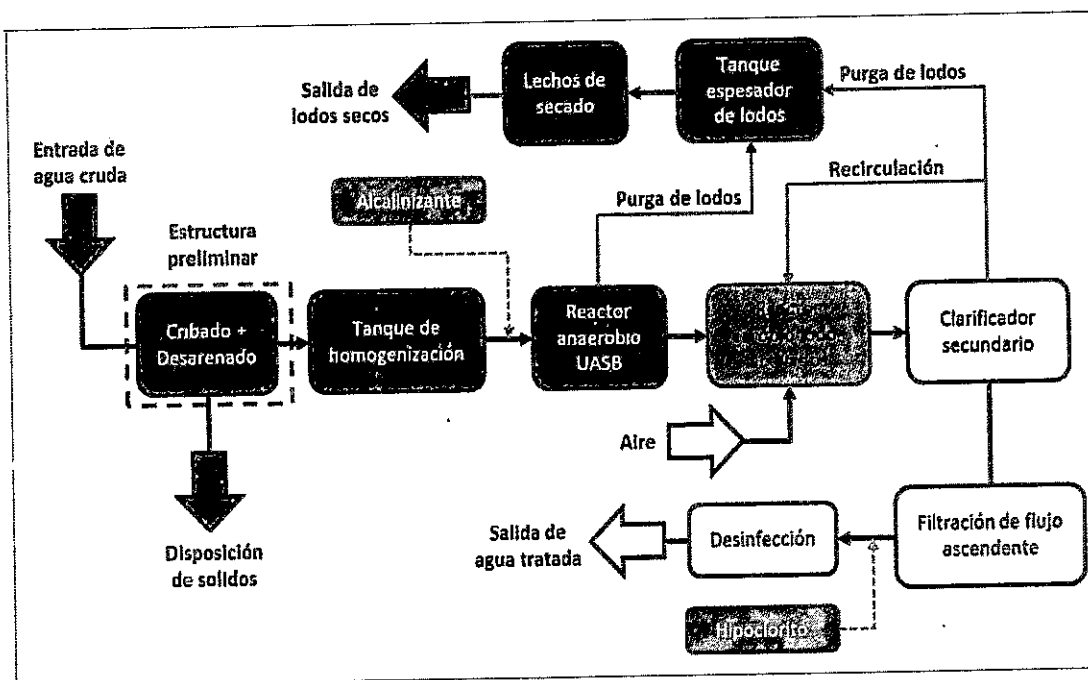 Salida de
lodos secos
Lechos de
secado
Tanque
espesador
de lodos
Purga de lodos
Entrada de
agua cruda
Alcalinizante
Purga de lodos
Recirculación
Estructura
preliminar
Cribado +
Desarenado
Tanque de
homogenización
Reactor
anaerobio
UASB
Clarificador
secundario
Aire
Disposición
de solidos
Salida de
agua tratada
Desinfección
Filtración de flujo
ascendente
Hipoclorito